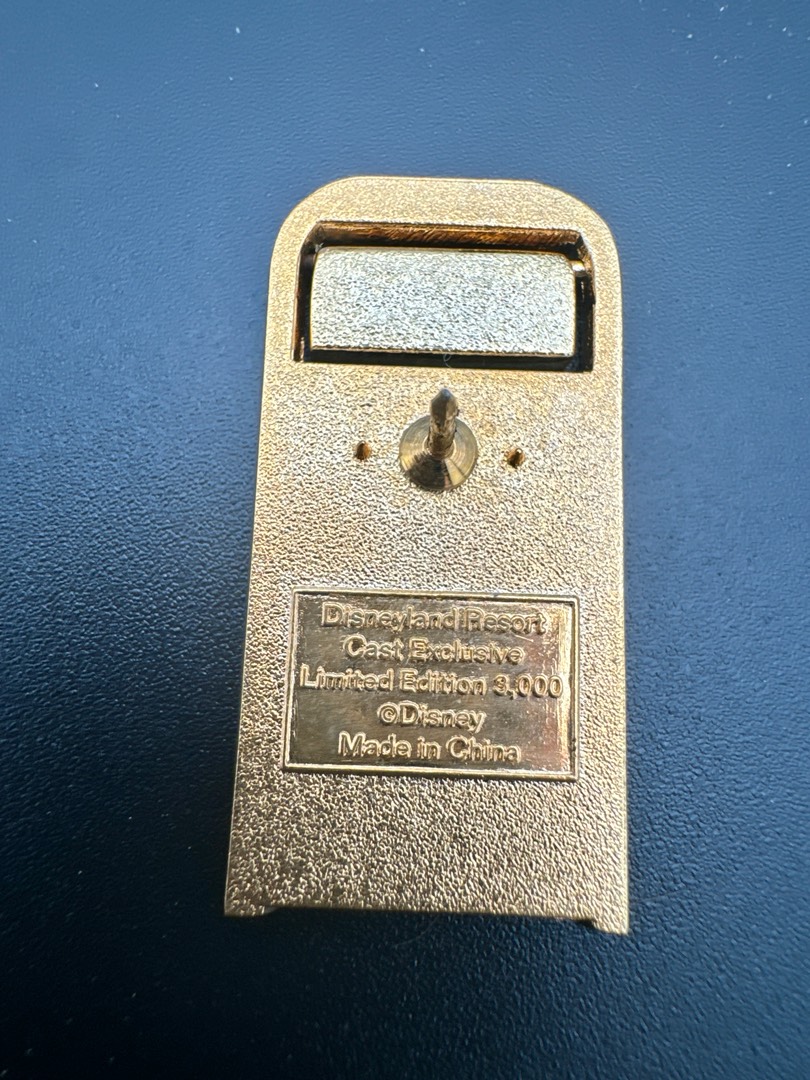 Disneyland Resort
Cast Exclusive
Limited Edition 3,000
©Disney
Made in China